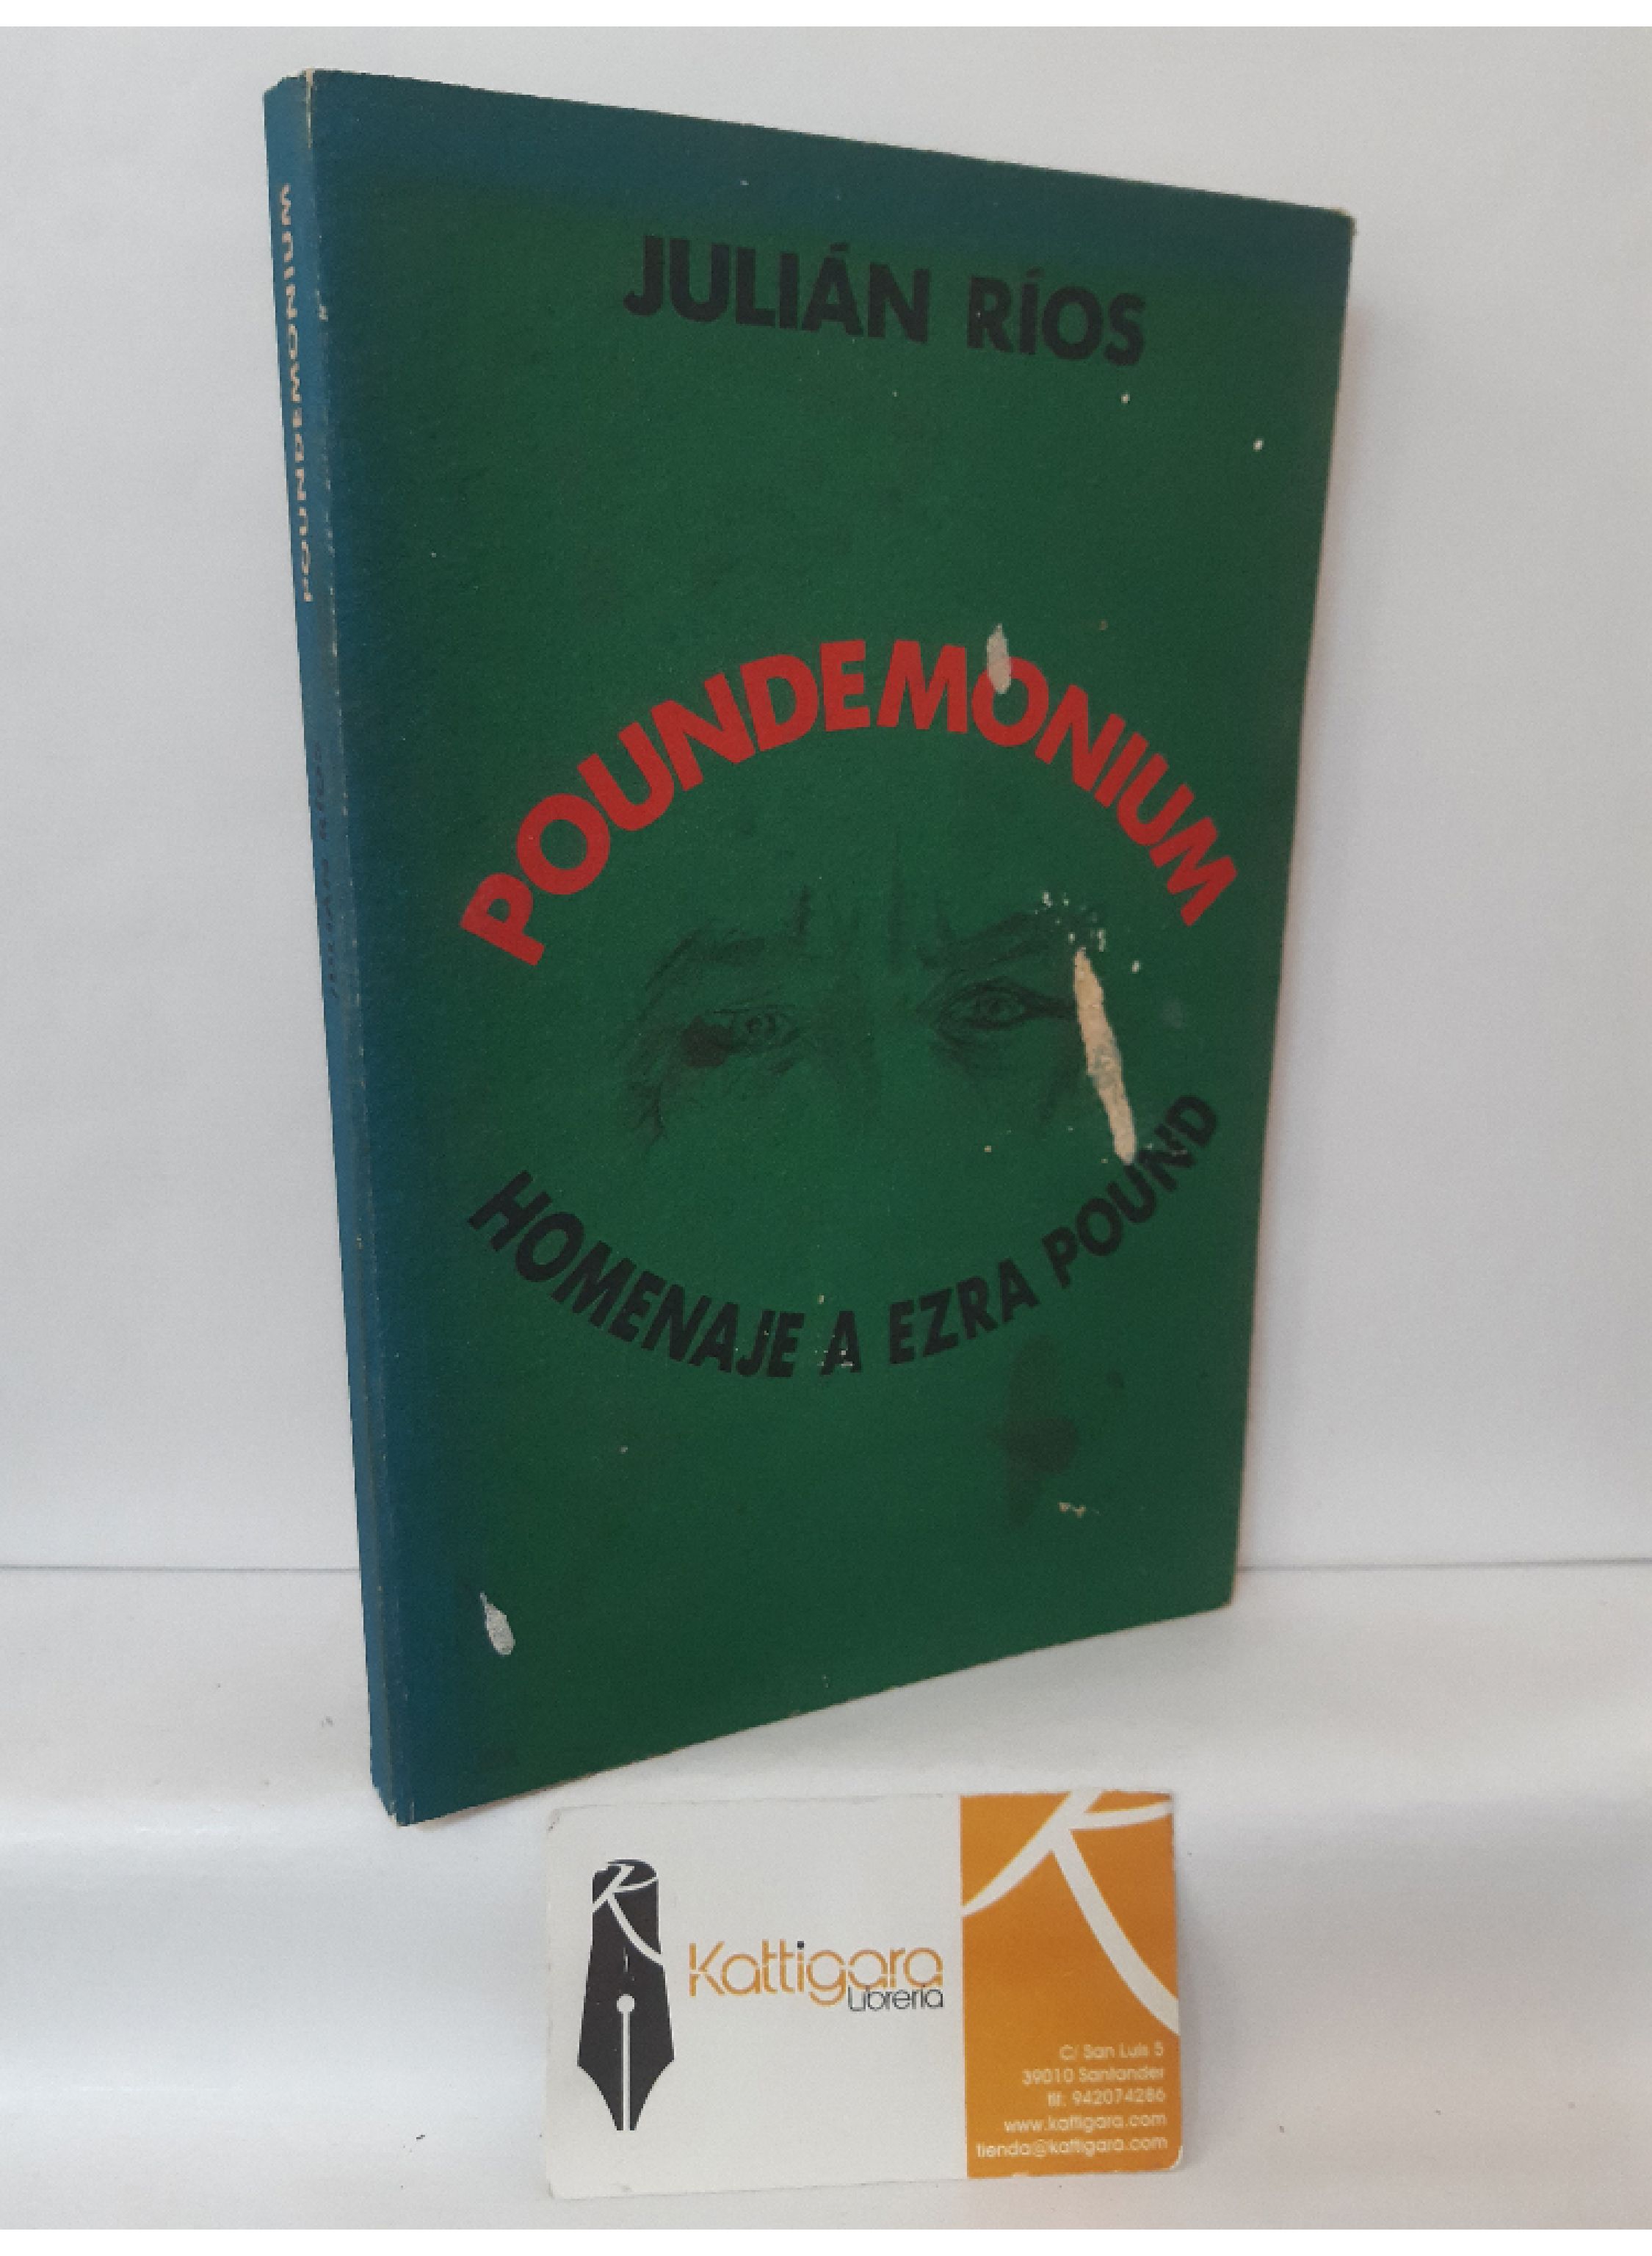 POUNDEMONIUM
JULIÁN RÍOS
JULIÁN RÍOS
POUNDEMONIUM
HOMENAJE A EZRA POUND
K
Kattigara
Librería
C/ San Luis 5
39010 Santander
tlf: 942074286
www.kattigara.com
tienda@kattigara.com